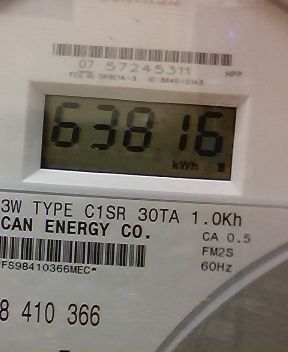 07 57245311 HPP
63816
kWh
3W TYPE C1SR 30TA 1.0Kh
CAN ENERGY CO.
CA 0.5
FM2S
60Hz
FS98410366MEC*
8 410 366